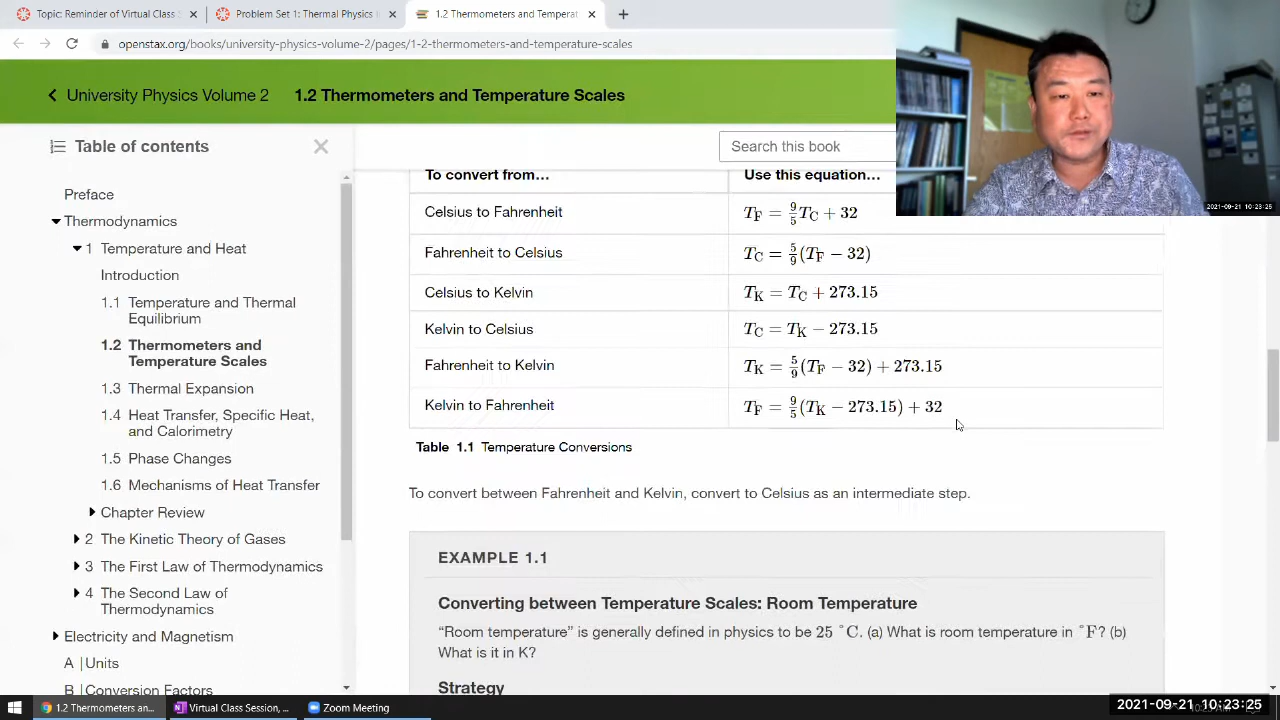 Topic: Reminder of Virtual Class
Problem Set 1: Thermal Physics
1.2 Thermometers and Temperat
openstax.org/books/university-physics-volume-2/pages/1-2-thermometers-and-temperature-scales
University Physics Volume 2
1.2 Thermometers and Temperature Scales
Table of contents
Search this book
Preface
Thermodynamics
1 Temperature and Heat
Introduction
1.1 Temperature and Thermal
Equilibrium
1.2 Thermometers and
Temperature Scales
1.3 Thermal Expansion
1.4 Heat Transfer, Specific Heat,
and Calorimetry
1.5 Phase Changes
1.6 Mechanisms of Heat Transfer
Chapter Review
2 The Kinetic Theory of Gases
3 The First Law of Thermodynamics
4 The Second Law of
Thermodynamics
Electricity and Magnetism
A | Units
B | Conversion Factors
To convert from… Use this equation…
Celsius to Fahrenheit T_F = 9/5 T_C + 32
Fahrenheit to Celsius T_C = 5/9 (T_F − 32)
Celsius to Kelvin T_K = T_C + 273.15
Kelvin to Celsius T_C = T_K − 273.15
Fahrenheit to Kelvin T_K = 5/9 (T_F − 32) + 273.15
Kelvin to Fahrenheit T_F = 9/5 (T_K − 273.15) + 32
Table 1.1 Temperature Conversions
To convert between Fahrenheit and Kelvin, convert to Celsius as an intermediate step.
EXAMPLE 1.1
Converting between Temperature Scales: Room Temperature
“Room temperature” is generally defined in physics to be 25 °C. (a) What is room temperature in °F? (b)
What is it in K?
Strategy
2021-09-21 10:23:25
1.2 Thermometers an...
Virtual Class Session, ...
Zoom Meeting
2021-09-21 10:23:25